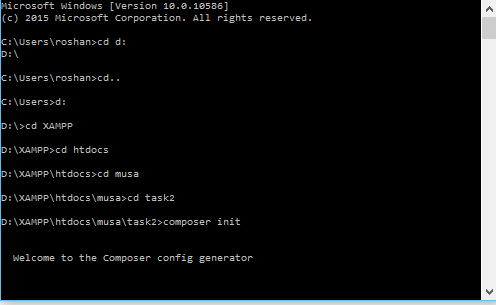 Microsoft Windows [Version 10.0.10586]
(c) 2015 Microsoft Corporation. All rights reserved.
C:\Users\roshan>cd d:
D:\
C:\Users\roshan>cd..
C:\Users>d:
D:\>cd XAMPP
D:\XAMPP>cd htdocs
D:\XAMPP\htdocs>cd musa
D:\XAMPP\htdocs\musa>cd task2
D:\XAMPP\htdocs\musa\task2>composer init
Welcome to the Composer config generator